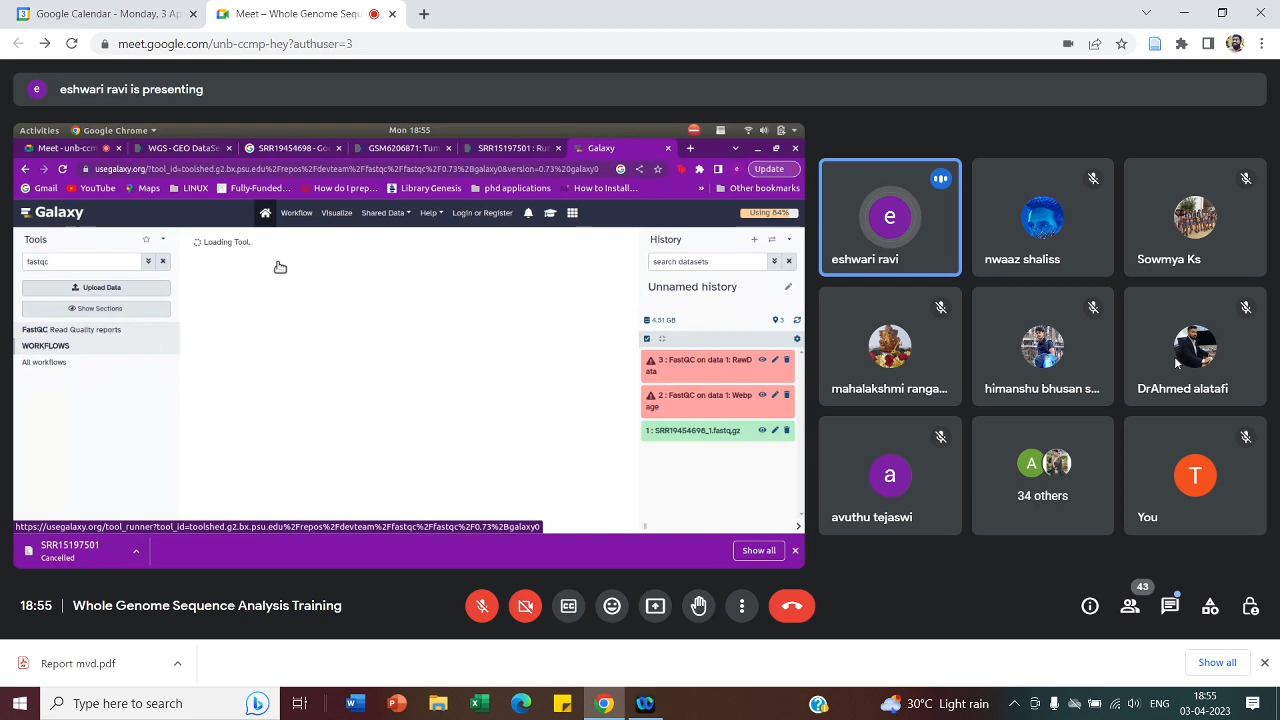 Google Calendar - Monday, 3 Ap
Meet – Whole Genome Sequ
meet.google.com/unb-ccmp-hey?authuser=3
e
eshwari ravi is presenting
Activities
Google Chrome
Mon 18:55
Meet - unb-ccm
WGS - GEO DataSe
SRR19454698 - Goo
GSM6206871: Tum
SRR15197501 : Run
Galaxy
usegalaxy.org/?tool_id=toolshed.g2.bx.psu.edu%2Frepos%2Fdevteam%2Ffastqc%2Ffastqc%2F0.73%2Bgalaxy0&version=0.73%20galaxy0
Update
Gmail
YouTube
Maps
LINUX
Fully-Funded...
How do I prep...
Library Genesis
phd applications
How to Install...
»
Other bookmarks
Galaxy
Workflow
Visualize
Shared Data
Help
Login or Register
Using 84%
Tools
fastqc
Upload Data
Show Sections
FastQC Read Quality reports
WORKFLOWS
All workflows
Loading Tool.
History
search datasets
Unnamed history
4.51 GB
3
3 : FastQC on data 1: RawD
ata
2 : FastQC on data 1: Webp
age
1 : SRR19454698_1.fastq.gz
https://usegalaxy.org/tool_runner?tool_id=toolshed.g2.bx.psu.edu%2Frepos%2Fdevteam%2Ffastqc%2Ffastqc%2F0.73%2Bgalaxy0
SRR15197501
Cancelled
Show all
e
eshwari ravi
nwaaz shaliss
Sowmya Ks
mahalakshmi ranga...
himanshu bhusan s...
DrAhmed alatafi
a
avuthu tejaswi
A
34 others
T
You
18:55 | Whole Genome Sequence Analysis Training
43
Report mvd.pdf
Show all
Type here to search
30°C Light rain
ENG
18:55
03-04-2023